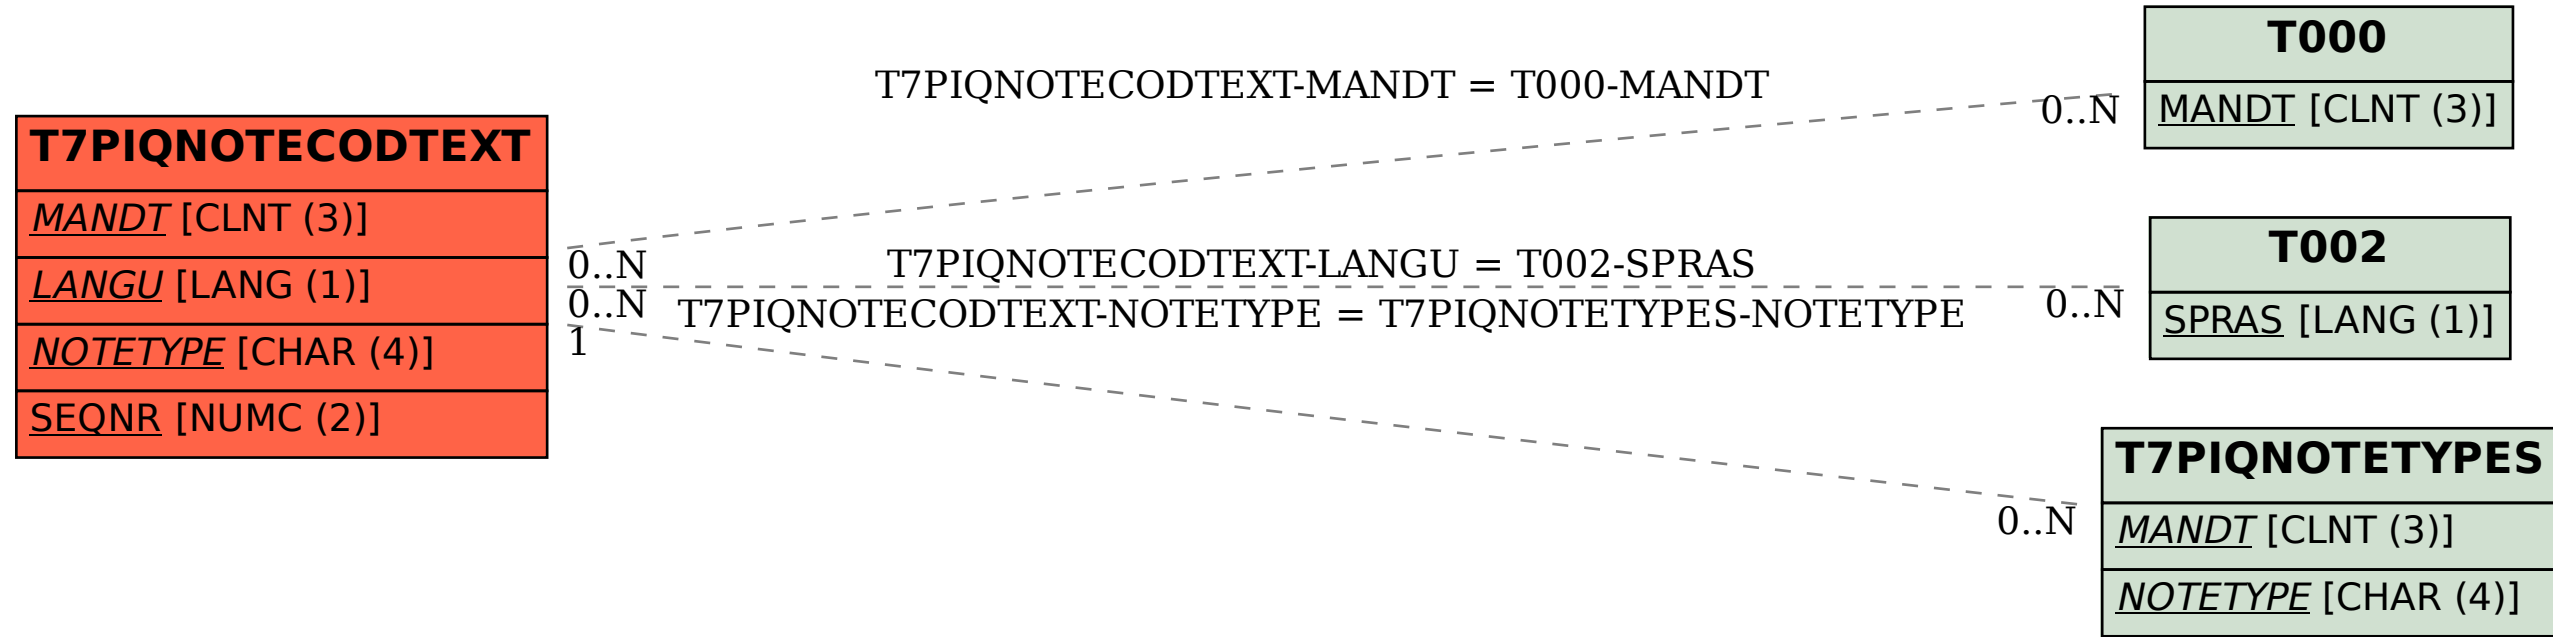 T7PIQNOTECODTEXT
MANDT [CLNT (3)]
LANGU [LANG (1)]
NOTETYPE [CHAR (4)]
SEQNR [NUMC (2)]
T7PIQNOTECODTEXT-MANDT = T000-MANDT
0..N
0..N
T7PIQNOTECODTEXT-LANGU = T002-SPRAS
0..N
0..N
T7PIQNOTECODTEXT-NOTETYPE = T7PIQNOTETYPES-NOTETYPE
1
0..N
T000
MANDT [CLNT (3)]
T002
SPRAS [LANG (1)]
T7PIQNOTETYPES
MANDT [CLNT (3)]
NOTETYPE [CHAR (4)]